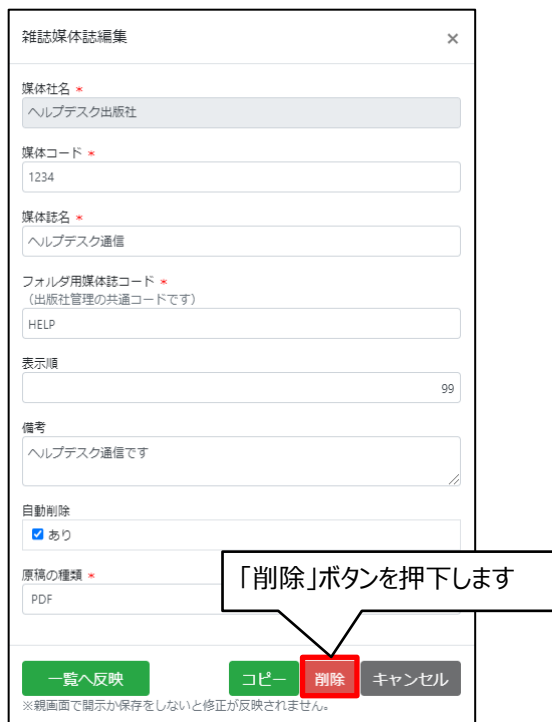 雑誌媒体誌編集 ×
媒体社名 *
ヘルプデスク出版社
媒体コード *
1234
媒体誌名 *
ヘルプデスク通信
フォルダ用媒体誌コード *
（出版社管理の共通コードです）
HELP
表示順
99
備考
ヘルプデスク通信です
自動削除
あり
原稿の種類 *
PDF
「削除」ボタンを押下します
一覧へ反映 コピー 削除 キャンセル
※親画面で開示か保存をしないと修正が反映されません。